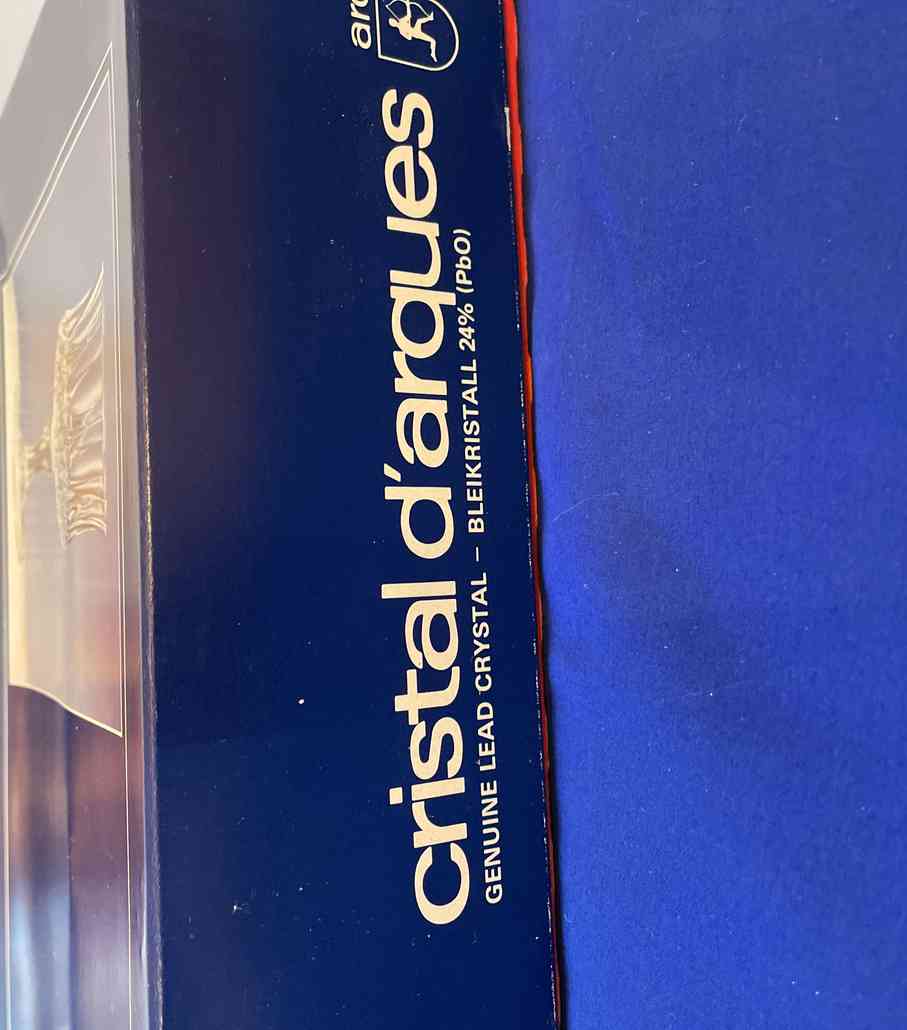 cristal d'arques
GENUINE LEAD CRYSTAL – BLEIKRISTALL 24% (PbO)